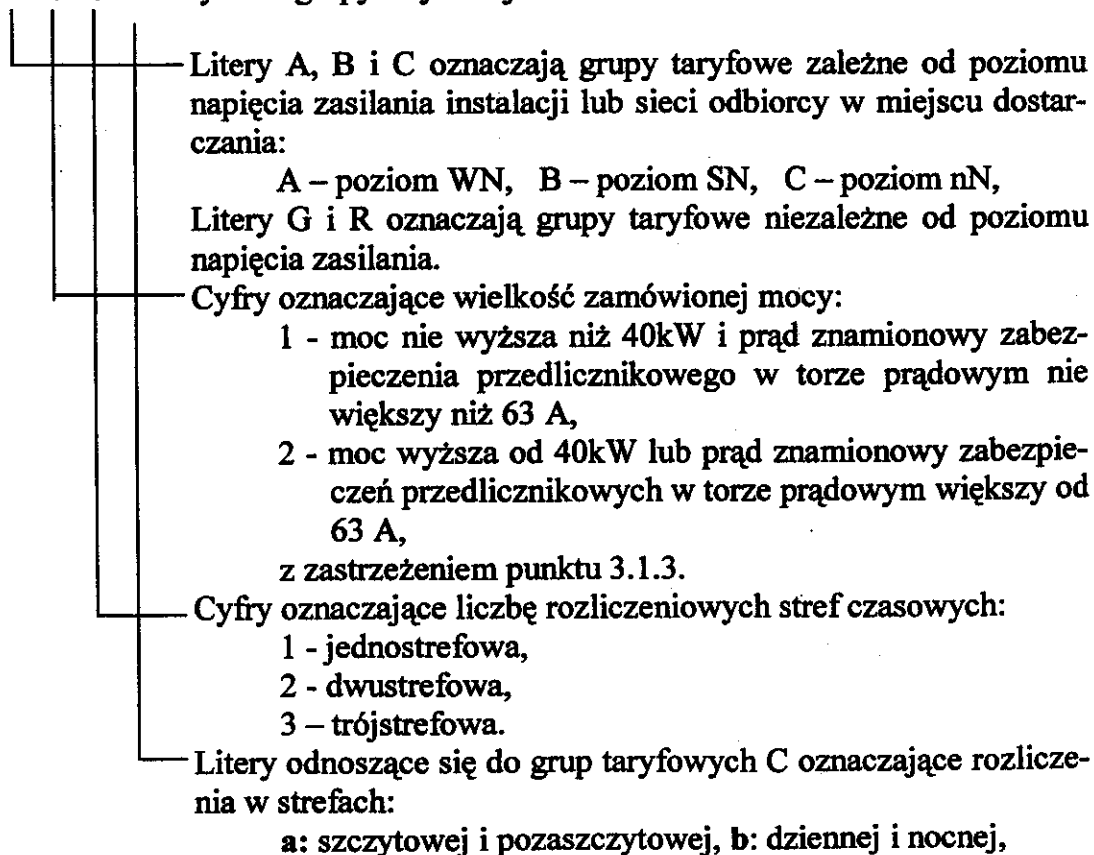 Litery A, B i C oznaczają grupy taryfowe zależne od poziomu
napięcia zasilania instalacji lub sieci odbiorcy w miejscu dostar-
czania:
A – poziom WN, B – poziom SN, C – poziom nN,
Litery G i R oznaczają grupy taryfowe niezależne od poziomu
napięcia zasilania.
Cyfry oznaczające wielkość zamówionej mocy:
1 - moc nie wyższa niż 40kW i prąd znamionowy zabez-
pieczenia przedlicznikowego w torze prądowym nie
większy niż 63 A,
2 - moc wyższa od 40kW lub prąd znamionowy zabezpie-
czeń przedlicznikowych w torze prądowym większy od
63 A,
z zastrzeżeniem punktu 3.1.3.
Cyfry oznaczające liczbę rozliczeniowych stref czasowych:
1 - jednostrefowa,
2 - dwustrefowa,
3 – trójstrefowa.
Litery odnoszące się do grup taryfowych C oznaczające rozlicze-
nia w strefach:
a: szczytowej i pozaszczytowej, b: dziennej i nocnej,